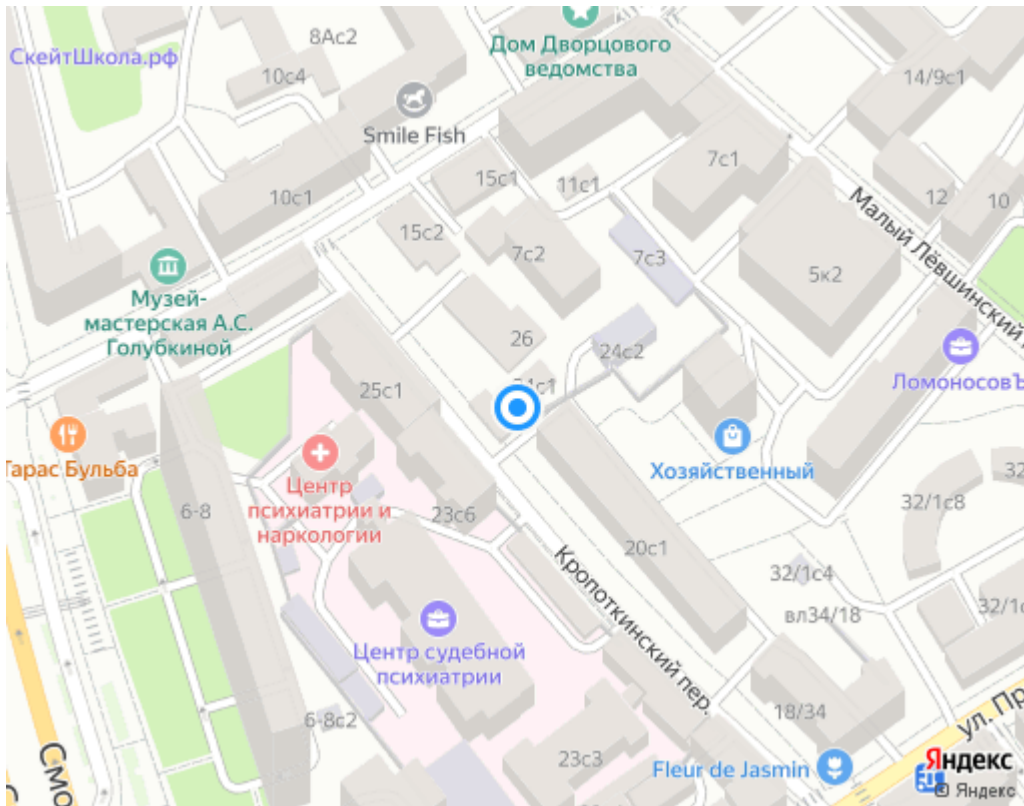 8Ас2
Дом Дворцового
ведомства
СкейтШкола.рф
10с4
14/9с1
Smile Fish
7с1
15с1
11с1
10с1
12
10
Малый Лёвшинский
15с2
7с2
7с3
5к2
Музей-
мастерская А.С.
Голубкиной
26
24с2
25с1
ЛомоносовЪ
Тарас Бульба
Хозяйственный
Центр
психиатрии и
наркологии
6-8
23с6
32/1с8
20с1
Кропоткинский пер.
32/1с4
вл34/18
Центр судебной
психиатрии
6-8с2
18/34
ул. Пр
Смо
23с3
Fleur de Jasmin
Яндекс
© Яндекс